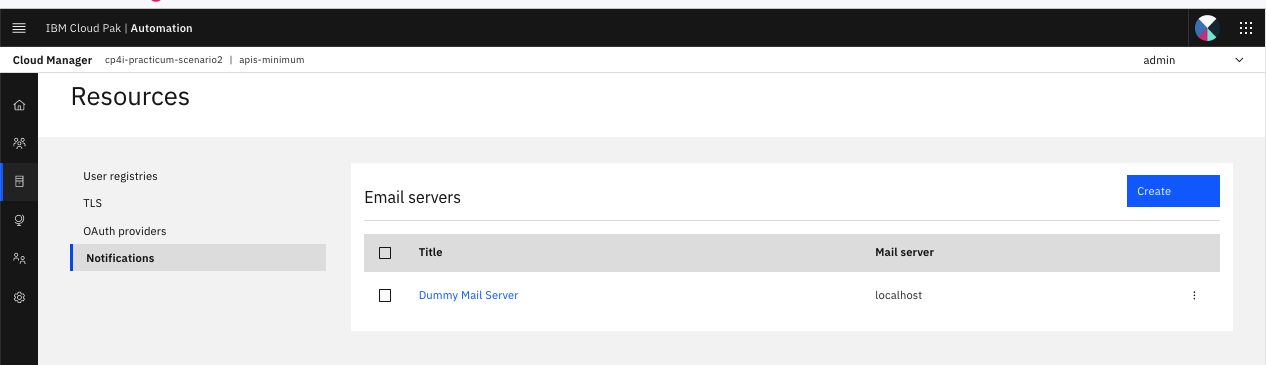 IBM Cloud Pak | Automation
Cloud Manager cp4i-practicum-scenario2 | apis-minimum admin
Resources
User registries
TLS
OAuth providers
Notifications
Email servers
Create
Title Mail server
Dummy Mail Server localhost